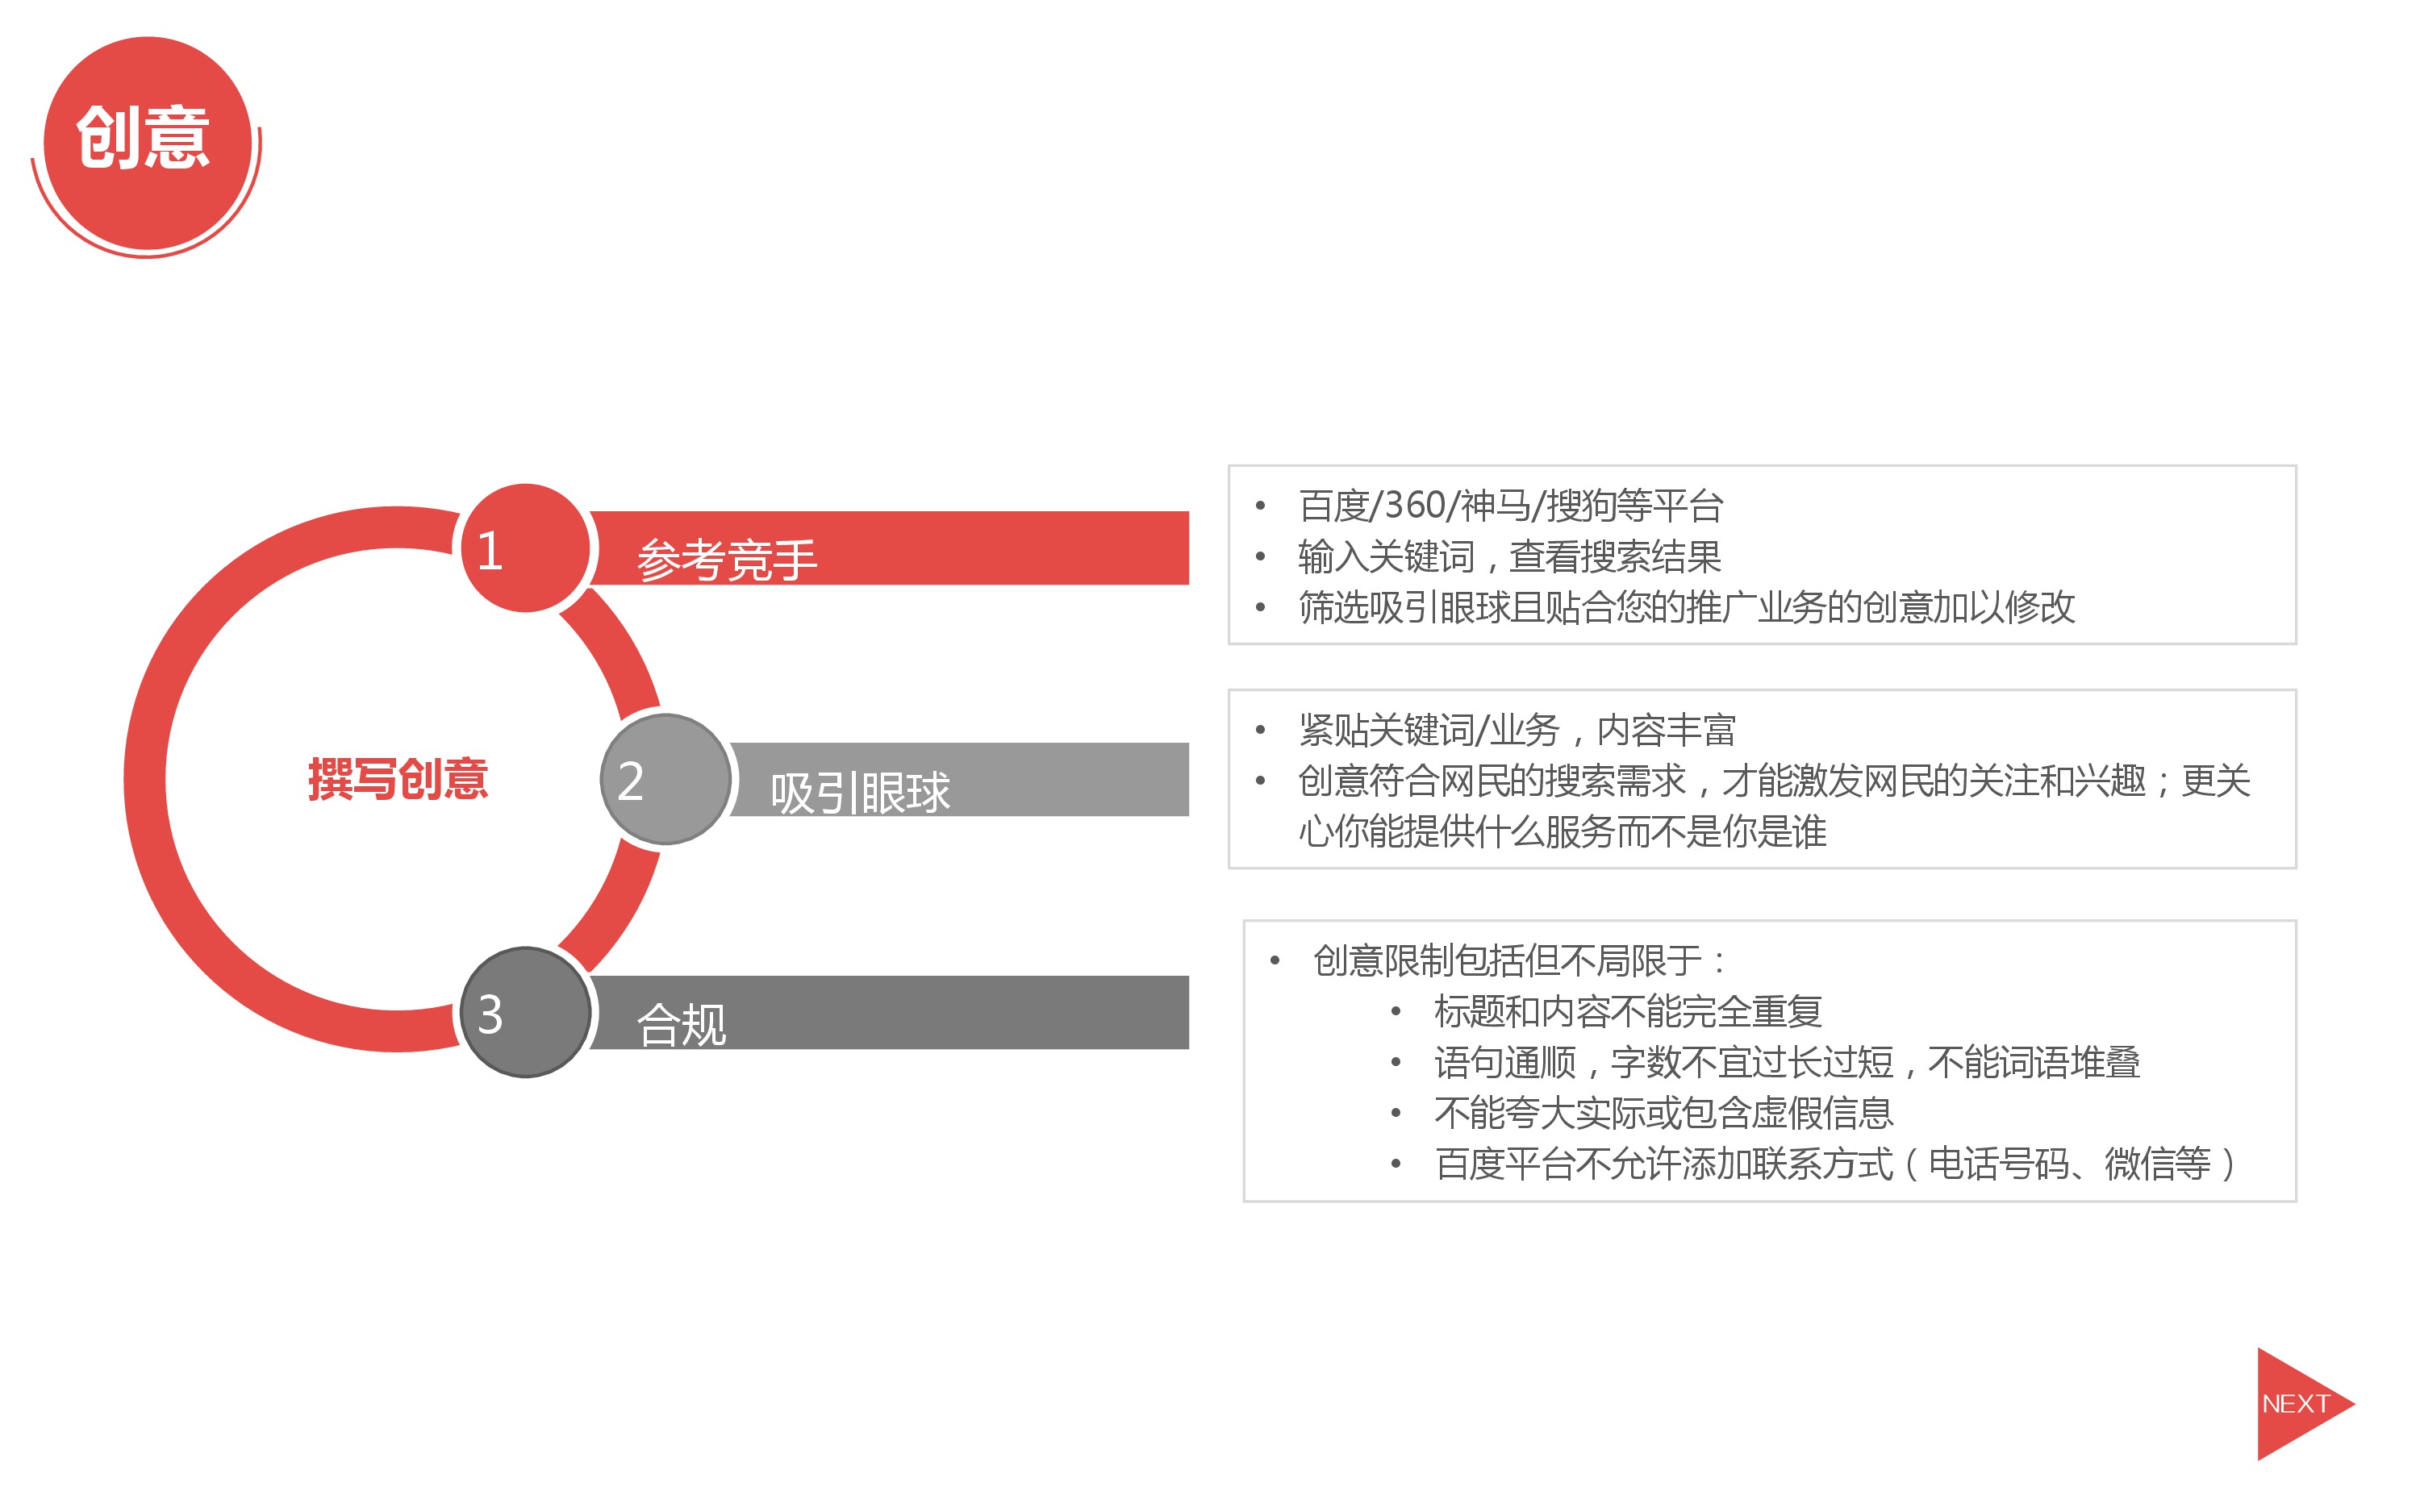 创意
撰写创意
1
参考竞手
• 百度/360/神马/搜狗等平台
• 输入关键词，查看搜索结果
• 筛选吸引眼球且贴合您的推广业务的创意加以修改
2
吸引眼球
• 紧贴关键词/业务，内容丰富
• 创意符合网民的搜索需求，才能激发网民的关注和兴趣；更关
心你能提供什么服务而不是你是谁
3
合规
• 创意限制包括但不局限于：
• 标题和内容不能完全重复
• 语句通顺，字数不宜过长过短，不能词语堆叠
• 不能夸大实际或包含虚假信息
• 百度平台不允许添加联系方式（电话号码、微信等）
NEXT